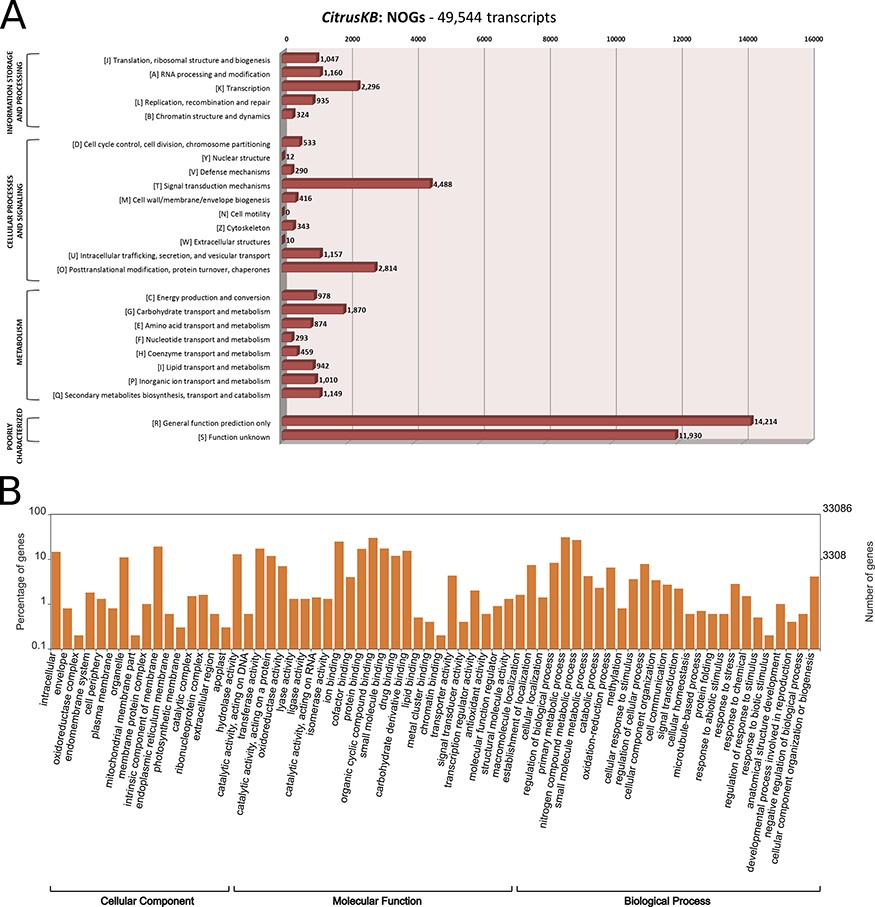 A
CitrusKB: NOGs - 49,544 transcripts
0 2000 4000 6000 8000 10000 12000 14000 16000
INFORMATION STORAGE
AND PROCESSING
[J] Translation, ribosomal structure and biogenesis 1,047
[A] RNA processing and modification 1,160
[K] Transcription 2,296
[L] Replication, recombination and repair 935
[B] Chromatin structure and dynamics 324
CELLULAR PROCESSES
AND SIGNALING
[D] Cell cycle control, cell division, chromosome partitioning 533
[Y] Nuclear structure 12
[V] Defense mechanisms 290
[T] Signal transduction mechanisms 4,488
[M] Cell wall/membrane/envelope biogenesis 416
[N] Cell motility 0
[Z] Cytoskeleton 343
[W] Extracellular structures 10
[U] Intracellular trafficking, secretion, and vesicular transport 1,157
[O] Posttranslational modification, protein turnover, chaperones 2,814
METABOLISM
[C] Energy production and conversion 978
[G] Carbohydrate transport and metabolism 1,870
[E] Amino acid transport and metabolism 874
[F] Nucleotide transport and metabolism 293
[H] Coenzyme transport and metabolism 459
[I] Lipid transport and metabolism 942
[P] Inorganic ion transport and metabolism 1,010
[Q] Secondary metabolites biosynthesis, transport and catabolism 1,149
POORLY
CHARACTERIZED
[R] General function prediction only 14,214
[S] Function unknown 11,930
B
Percentage of genes
100
10
1
0.1
33086
3308
Number of genes
intracellular
envelope
oxidoreductase complex
endomembrane system
cell periphery
plasma membrane
organelle
mitochondrial membrane part
membrane protein complex
intrinsic component of membrane
endoplasmic reticulum membrane
photosynthetic membrane
catalytic complex
ribonucleoprotein complex
extracellular region
apoplast
hydrolase activity
catalytic activity, acting on DNA
transferase activity
catalytic activity, acting on a protein
oxidoreductase activity
lyase activity
ligase activity
catalytic activity, acting on RNA
isomerase activity
ion binding
cofactor binding
protein binding
organic cyclic compound binding
small molecule binding
drug binding
carbohydrate derivative binding
lipid binding
metal cluster binding
chromatin binding
transporter activity
signal transducer activity
transcription regulator activity
antioxidant activity
molecular function regulator
structural molecule activity
macromolecule localization
establishment of localization
cellular localization
regulation of biological process
primary metabolic process
nitrogen compound metabolic process
small molecule metabolic process
catabolic process
oxidation-reduction process
methylation
cellular response to stimulus
regulation of cellular process
cellular component organization
cell communication
signal transduction
cellular homeostasis
microtubule-based process
protein folding
response to abiotic stimulus
response to stress
response to chemical
regulation of response to stimulus
response to biotic stimulus
anatomical structure development
developmental process involved in reproduction
negative regulation of biological process
cellular component organization or biogenesis
Cellular Component
Molecular Function
Biological Process